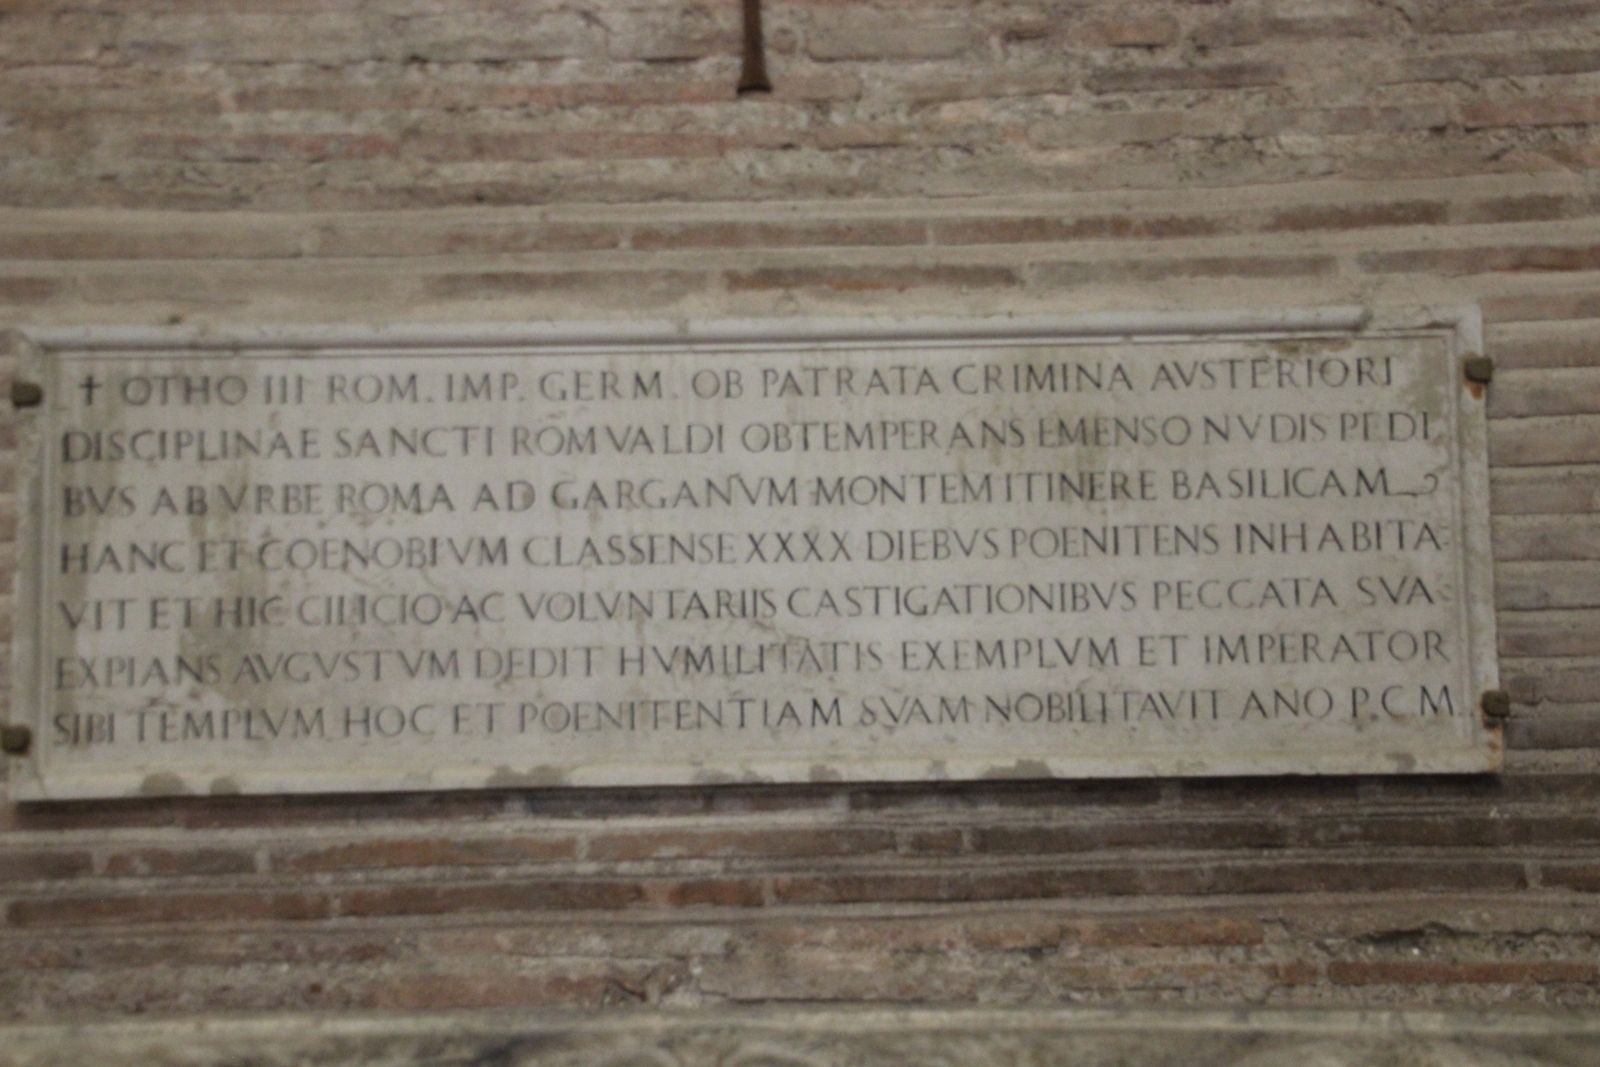 † OTHO III ROM. IMP. GERM. OB PATRATA CRIMINA AVSTERIORI
DISCIPLINAE SANCTI ROMVALDI OBTEMPERANS EMENSO NVDIS PEDI
BVS AB VRBE ROMA AD GARGANVM MONTEM ITINERE BASILICAM
HANC ET COENOBIVM CLASSENSE XXXX DIEBVS POENITENS INHABITA
VIT ET HIC CILICIO AC VOLVNTARIIS CASTIGATIONIBVS PECCATA SVA
EXPIANS AVGVSTVM DEDIT HVMILITATIS EXEMPLVM ET IMPERATOR
SIBI TEMPLVM HOC ET POENITENTIAM SVAM NOBILITAVIT ANO P.C M.